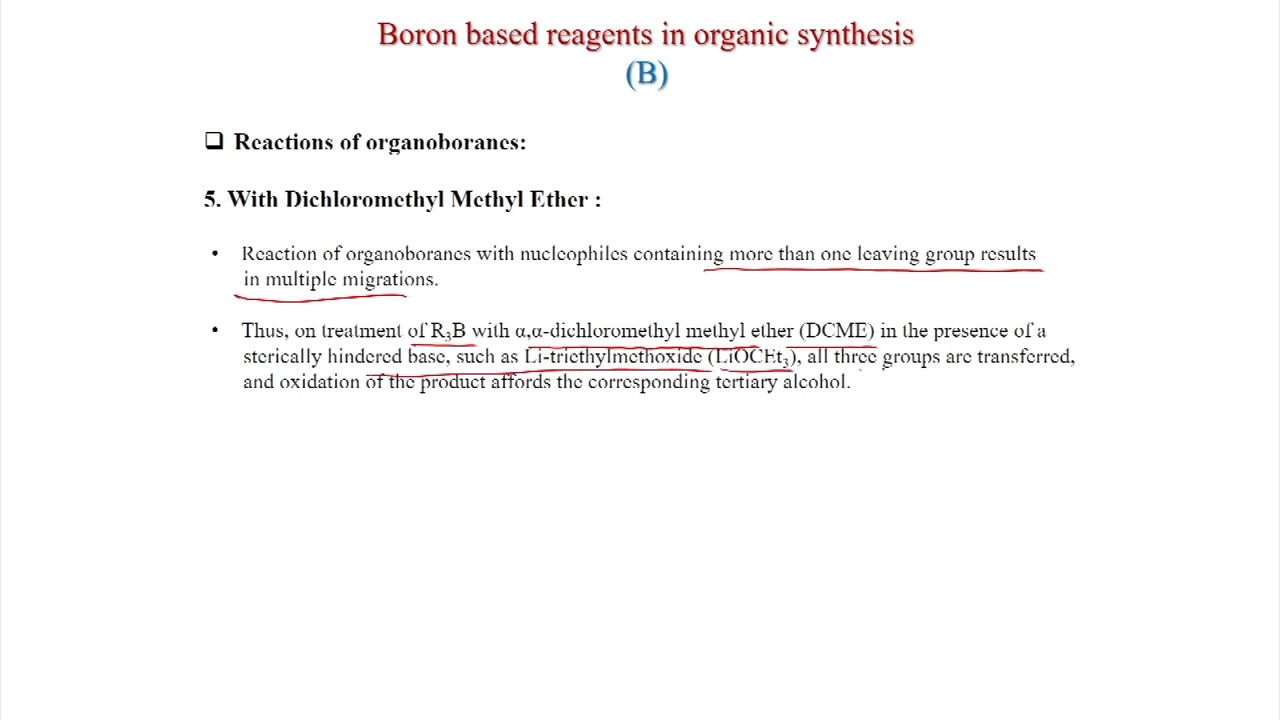 Boron based reagents in organic synthesis
(B)
❑ Reactions of organoboranes:
5. With Dichloromethyl Methyl Ether :
• Reaction of organoboranes with nucleophiles containing more than one leaving group results
in multiple migrations.
• Thus, on treatment of R₃B with α,α-dichloromethyl methyl ether (DCME) in the presence of a
sterically hindered base, such as Li-triethylmethoxide (LiOCEt₃), all three groups are transferred,
and oxidation of the product affords the corresponding tertiary alcohol.